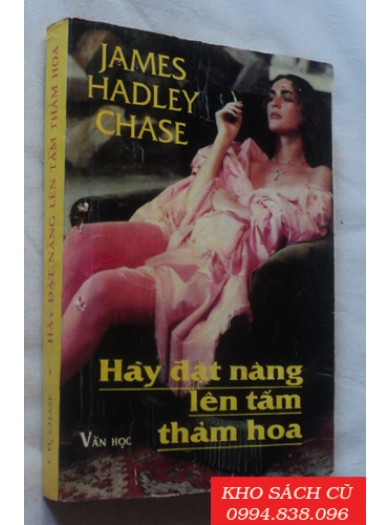 JAMES
HADLEY
CHASE
Hãy đặt nàng
lên tấm
thảm hoa
VĂN HỌC
J. H. CHASE - HÃY ĐẶT NÀNG LÊN TẤM THẢM HOA
KHO SÁCH CŨ
0994.838.096